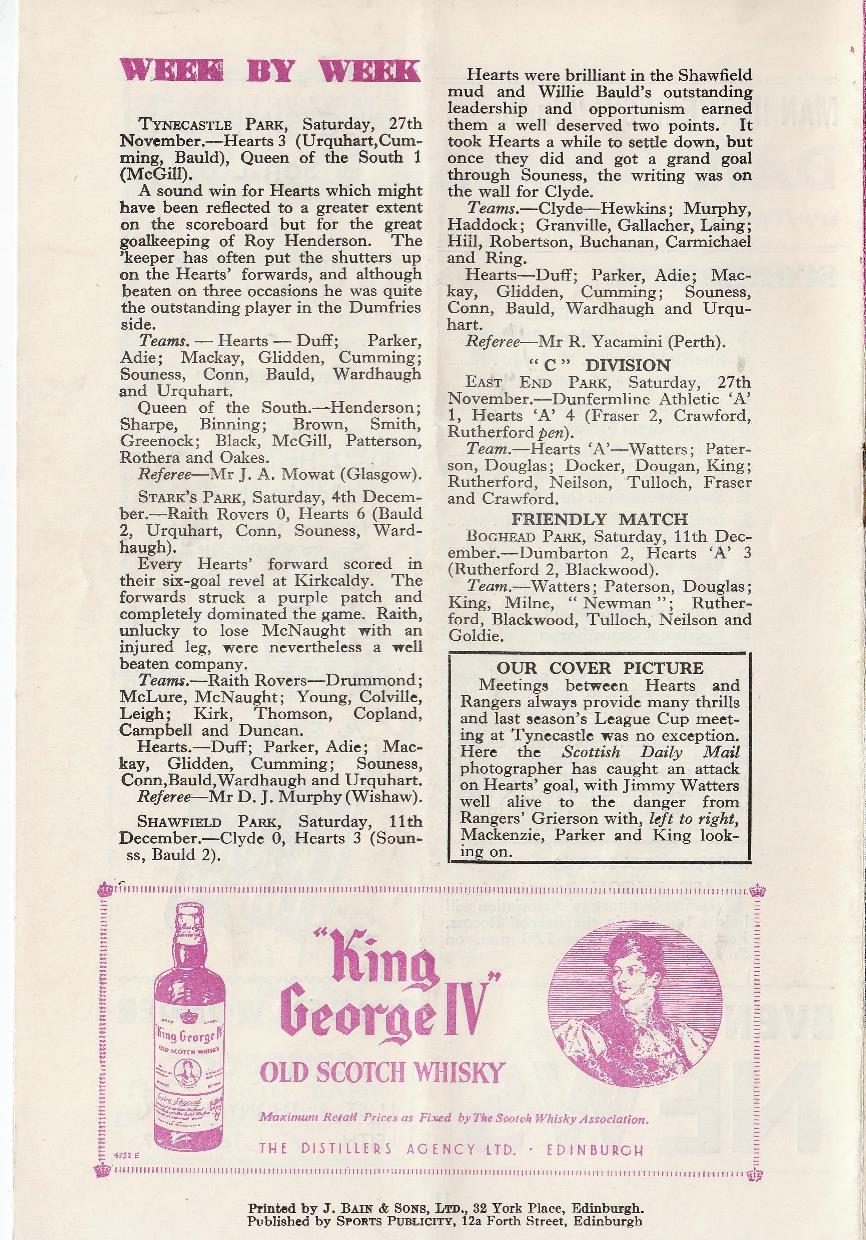 WEEK BY WEEK
TYNECASTLE PARK, Saturday, 27th
November.—Hearts 3 (Urquhart,Cum-
ming, Bauld), Queen of the South 1
(McGill).
A sound win for Hearts which might
have been reflected to a greater extent
on the scoreboard but for the great
goalkeeping of Roy Henderson. The
'keeper has often put the shutters up
on the Hearts' forwards, and although
beaten on three occasions he was quite
the outstanding player in the Dumfries
side.
Teams. — Hearts — Duff; Parker,
Adie; Mackay, Glidden, Cumming;
Souness, Conn, Bauld, Wardhaugh
and Urquhart.
Queen of the South.—Henderson;
Sharpe, Binning; Brown, Smith,
Greenock; Black, McGill, Patterson,
Rothera and Oakes.
Referee—Mr J. A. Mowat (Glasgow).
STARK'S PARK, Saturday, 4th Decem-
ber.—Raith Rovers 0, Hearts 6 (Bauld
2, Urquhart, Conn, Souness, Ward-
haugh).
Every Hearts' forward scored in
their six-goal revel at Kirkcaldy. The
forwards struck a purple patch and
completely dominated the game. Raith,
unlucky to lose McNaught with an
injured leg, were nevertheless a well
beaten company.
Teams.—Raith Rovers—Drummond;
McLure, McNaught; Young, Colville,
Leigh; Kirk, Thomson, Copland,
Campbell and Duncan.
Hearts.—Duff; Parker, Adie; Mac-
kay, Glidden, Cumming; Souness,
Conn,Bauld,Wardhaugh and Urquhart.
Referee—Mr D. J. Murphy (Wishaw).
SHAWFIELD PARK, Saturday, 11th
December.—Clyde 0, Hearts 3 (Soun-
ss, Bauld 2).
Hearts were brilliant in the Shawfield
mud and Willie Bauld's outstanding
leadership and opportunism earned
them a well deserved two points. It
took Hearts a while to settle down, but
once they did and got a grand goal
through Souness, the writing was on
the wall for Clyde.
Teams.—Clyde—Hewkins; Murphy,
Haddock; Granville, Gallacher, Laing;
Hiil, Robertson, Buchanan, Carmichael
and Ring.
Hearts—Duff; Parker, Adie; Mac-
kay, Glidden, Cumming; Souness,
Conn, Bauld, Wardhaugh and Urqu-
hart.
Referee—Mr R. Yacamini (Perth).
" C " DIVISION
EAST END PARK, Saturday, 27th
November.—Dunfermline Athletic 'A'
1, Hearts 'A' 4 (Fraser 2, Crawford,
Rutherford pen).
Team.—Hearts 'A'—Watters; Pater-
son, Douglas; Docker, Dougan, King;
Rutherford, Neilson, Tulloch, Fraser
and Crawford.
FRIENDLY MATCH
BOGHEAD PARK, Saturday, 11th Dec-
ember.—Dumbarton 2, Hearts 'A' 3
(Rutherford 2, Blackwood).
Team.—Watters; Paterson, Douglas;
King, Milne, " Newman "; Ruther-
ford, Blackwood, Tulloch, Neilson and
Goldie.
OUR COVER PICTURE
Meetings between Hearts and
Rangers always provide many thrills
and last season's League Cup meet-
ing at Tynecastle was no exception.
Here the Scottish Daily Mail
photographer has caught an attack
on Hearts' goal, with Jimmy Watters
well alive to the danger from
Rangers' Grierson with, left to right,
Mackenzie, Parker and King look-
ing on.
King George IV
OLD SCOTCH WHISKY
"King
George IV"
OLD SCOTCH WHISKY
Maximum Retail Prices as Fixed by The Scotch Whisky Association.
THE DISTILLERS AGENCY LTD. · EDINBURGH
4752 E
Printed by J. BAIN & SONS, LTD., 32 York Place, Edinburgh.
Published by SPORTS PUBLICITY, 12a Forth Street, Edinburgh